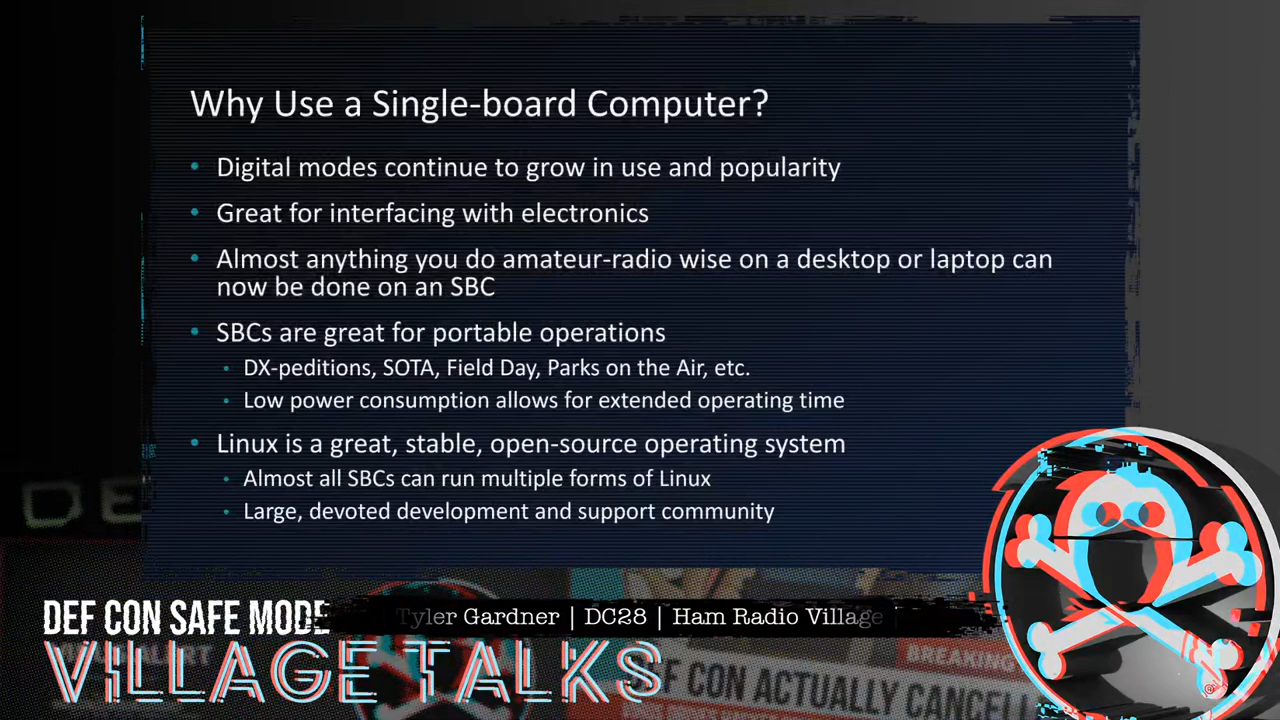 Why Use a Single-board Computer?
• Digital modes continue to grow in use and popularity
• Great for interfacing with electronics
• Almost anything you do amateur-radio wise on a desktop or laptop can
now be done on an SBC
• SBCs are great for portable operations
• DX-peditions, SOTA, Field Day, Parks on the Air, etc.
• Low power consumption allows for extended operating time
• Linux is a great, stable, open-source operating system
• Almost all SBCs can run multiple forms of Linux
• Large, devoted development and support community
DE
DEF CON SAFE MODE
Tyler Gardner | DC28 | Ham Radio Village
VILLAGE TALKS
BREAKING
DEF CON ACTUALLY CANCELL